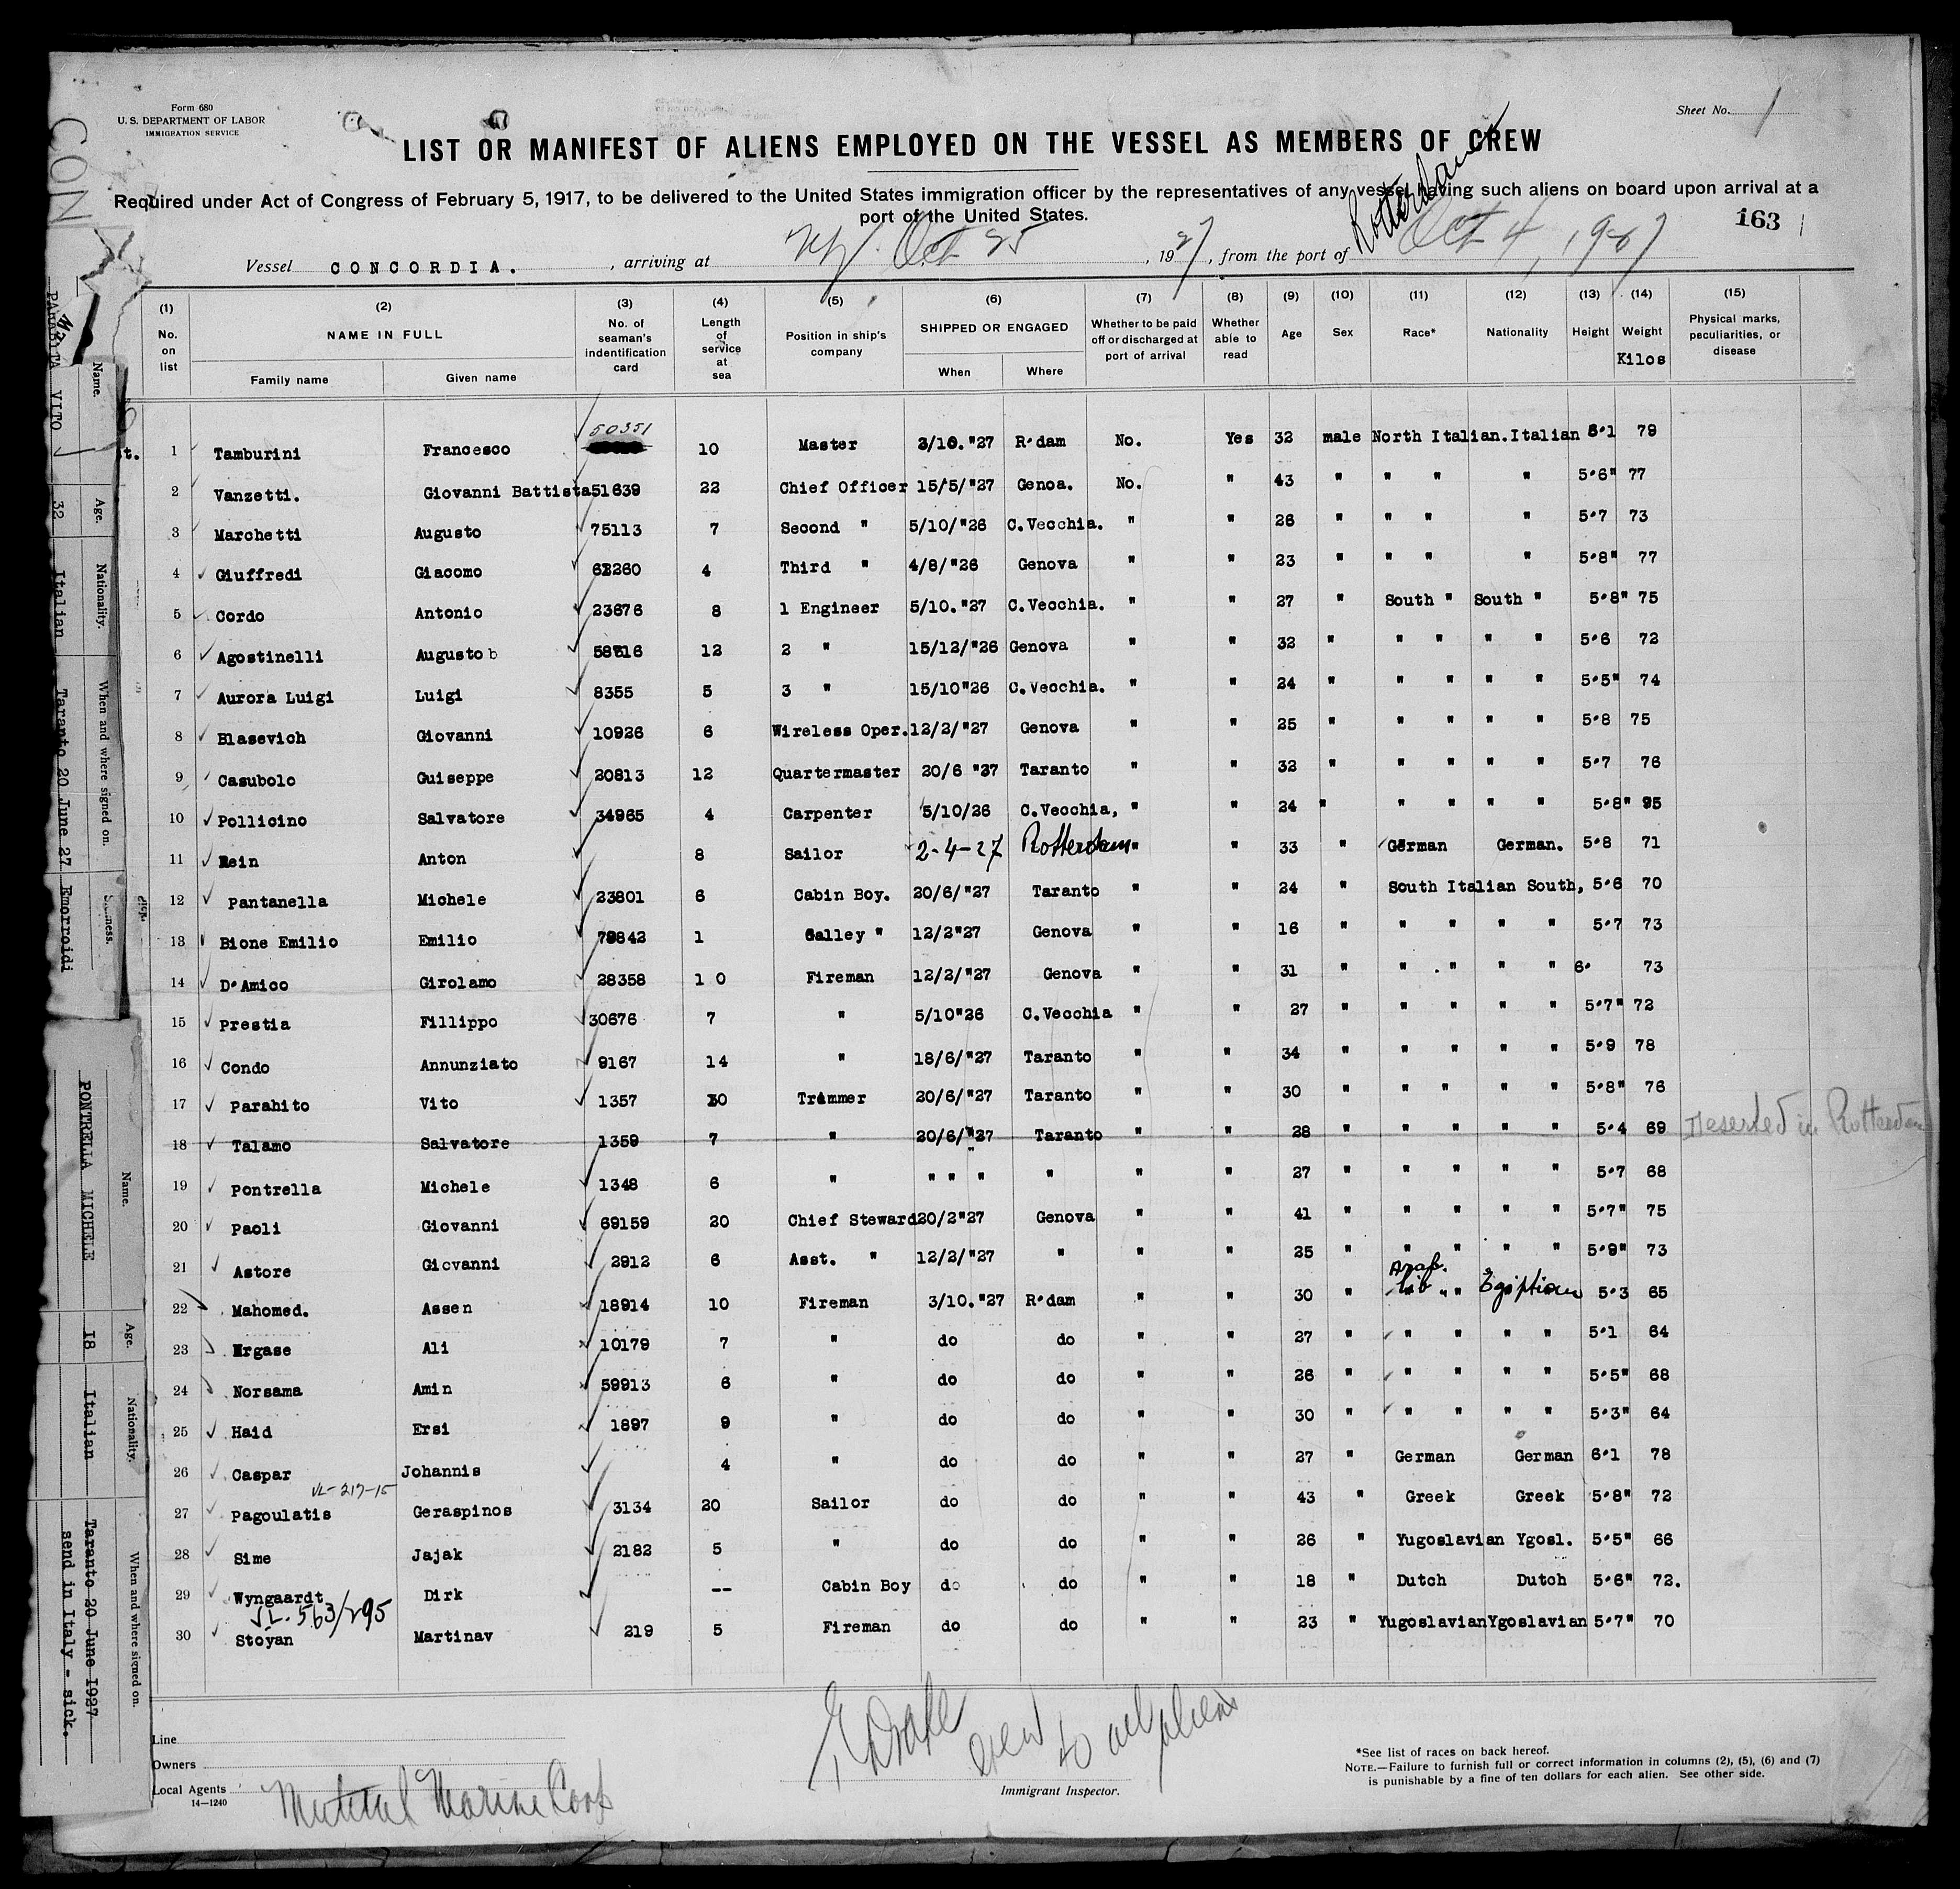 Form 680
U. S. DEPARTMENT OF LABOR
IMMIGRATION SERVICE
Sheet No. 1
LIST OR MANIFEST OF ALIENS EMPLOYED ON THE VESSEL AS MEMBERS OF CREW
Required under Act of Congress of February 5, 1917, to be delivered to the United States immigration officer by the representatives of any vessel having such aliens on board upon arrival at a
port of the United States.
163
Vessel CONCORDIA. , arriving at NY. Oct 25 , 1927, from the port of Rotterdam Oct 4, 1927
(1) (2) (3) (4) (5) (6) (7) (8) (9) (10) (11) (12) (13) (14) (15)
No. on list NAME IN FULL Family name Given name No. of seaman's indentification card Length of service at sea Position in ship's company SHIPPED OR ENGAGED When Where Whether to be paid off or discharged at port of arrival Whether able to read Age Sex Race* Nationality Height Weight Kilos Physical marks, peculiarities, or disease
1 Tamburini Francesco 50351 10 Master 3/10."27 R'dam No. Yes 32 male North Italian. Italian 5'1 79
2 Vanzetti. Giovanni Battista 51639 22 Chief Officer 15/5/"27 Genoa. No. " 43 " " " " 5'6" 77
3 Marchetti Augusto 75113 7 Second " 5/10/"26 C.Vecchia. " " 26 " " " " 5'7 73
4 Giuffredi Giacomo 62260 4 Third " 4/8/"26 Genova " " 23 " " " " 5'8" 77
5 Cordo Antonio 23676 8 1 Engineer 5/10."27 C.Vecchia. " " 27 " South " South " 5'8" 75
6 Agostinelli Augusto b 58616 12 2 " 15/12/"26 Genova " " 32 " " " " " 5'6 72
7 Aurora Luigi Luigi 8355 5 3 " 15/10"26 C.Vecchia. " " 24 " " " " " 5'5" 74
8 Blasevich Giovanni 10926 6 Wireless Oper. 12/2/"27 Genova " " 25 " " " " " 5'8 75
9 Casubolo Guiseppe 20813 12 Quartermaster 20/6 "27 Taranto " " 32 " " " " " 5'7 76
10 Pollicino Salvatore 34965 4 Carpenter 5/10/26 C.Vecchia, " " 24 " " " " " 5'8" 95
11 Rein Anton 8 Sailor 2-4-27 Rotterdam " " 33 " German German. 5'8 71
12 Pantanella Michele 23801 6 Cabin Boy. 20/6/"27 Taranto " " 24 " South Italian South, 5'6 70
13 Bione Emilio Emilio 79842 1 Galley " 12/2"27 Genova " " 16 " " " " " 5'7 73
14 D'Amico Girolamo 28358 1 0 Fireman 12/2/"27 Genova " " 31 " " " " " 6' 73
15 Prestia Fillippo 30676 7 " 5/10"26 C.Vecchia " " 27 " " " " " 5'7" 72
16 Condo Annunziato 9167 14 " 18/6/"27 Taranto " " 34 " " " " " 5'9 78
17 Parahito Vito 1357 10 Trimmer 20/6/"27 Taranto " " 30 " " " " " 5'8" 76
18 Talamo Salvatore 1359 7 " 20/6/"27 Taranto " " 28 " " " " " 5'4 69 Deserted in Rotterdam
19 Pontrella Michele 1348 6 " " " " " " " 27 " " " " " 5'7 68
20 Paoli Giovanni 69159 20 Chief Steward 20/2"27 Genova " " 41 " " " " " 5'7" 75
21 Astore Giovanni 2912 6 Asst. " 12/2/"27 " " " 25 " " " " " 5'9" 73
22 Mahomed. Assen 18914 10 Fireman 3/10."27 R'dam " " 30 " Arab. Egiptian 5'3 65
23 Ergase Ali 10179 7 " do do " " 27 " " " " " 5'1 64
24 Norsama Amin 59913 6 " do do " " 26 " " " " " 5'5" 68
25 Haid Ersi 1897 9 " do do " " 30 " " " " " 5'3" 64
26 Caspar Johannis 4 " do do " " 27 " German German 6'1 78
VL-217-15
27 Pagoulatis Geraspinos 3134 20 Sailor do do " " 43 " Greek Greek 5'8" 72
28 Sime Jajak 2182 5 " do do " " 26 " Yugoslavian Ygosl. 5'5" 66
29 Wyngaardt Dirk -- Cabin Boy do do " " 18 " Dutch Dutch 5'6" 72.
VL. 563/295
30 Stoyan Martinav 219 5 Fireman do do " " 23 " Yugoslavian Ygoslavian 5'7" 70
Line
Owners
Local Agents Mutual Marine Corp
14—1240
Immigrant Inspector.
*See list of races on back hereof.
NOTE.—Failure to furnish full or correct information in columns (2), (5), (6) and (7)
is punishable by a fine of ten dollars for each alien. See other side.
CON
Name. PARAHITA VITO
Age. 32
Nationality. Italian
When and where signed on. Taranto 20 June 27
Emorroidi
Name. PONTRELLA MICHELE
Age. 18
Nationality. Italian
When and where signed on. Taranto 20 June 1927
send in Italy - sick.